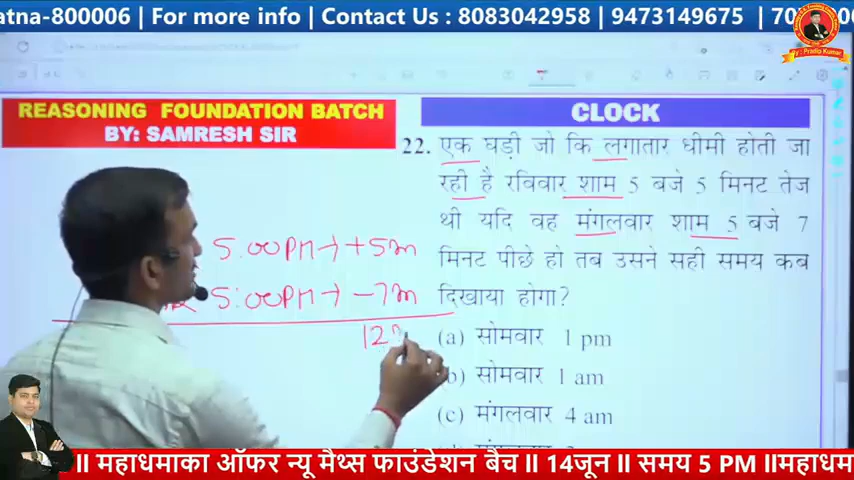 atna-800006 | For more info | Contact Us : 8083042958 | 9473149675 | 70
Pradip Kumar
REASONING FOUNDATION BATCH
BY: SAMRESH SIR
CLOCK
22. एक घड़ी जो कि लगातार धीमी होती जा
रही है रविवार शाम 5 बजे 5 मिनट तेज
थी यदि वह मंगलवार शाम 5 बजे 7
मिनट पीछे हो तब उसने सही समय कब
दिखाया होगा?
5:00PM → +5m
5:00PM → -7m
12
(a) सोमवार 1 pm
b) सोमवार 1 am
(c) मंगलवार 4 am
॥ महाधमाका ऑफर न्यू मैथ्स फाउंडेशन बैच ॥ 14जून ॥ समय 5 PM ॥महाधम